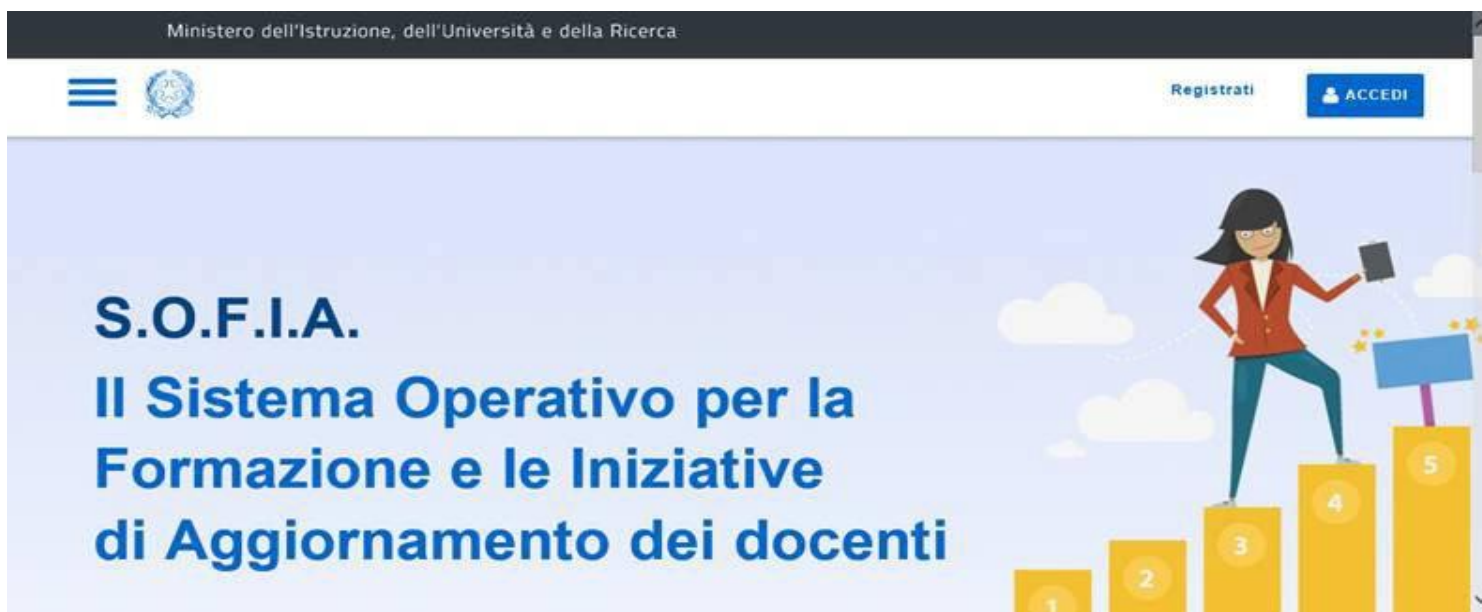 Ministero dell'Istruzione, dell'Università e della Ricerca
Registrati
ACCEDI
S.O.F.I.A.
Il Sistema Operativo per la
Formazione e le Iniziative
di Aggiornamento dei docenti
5
4
3
2
1